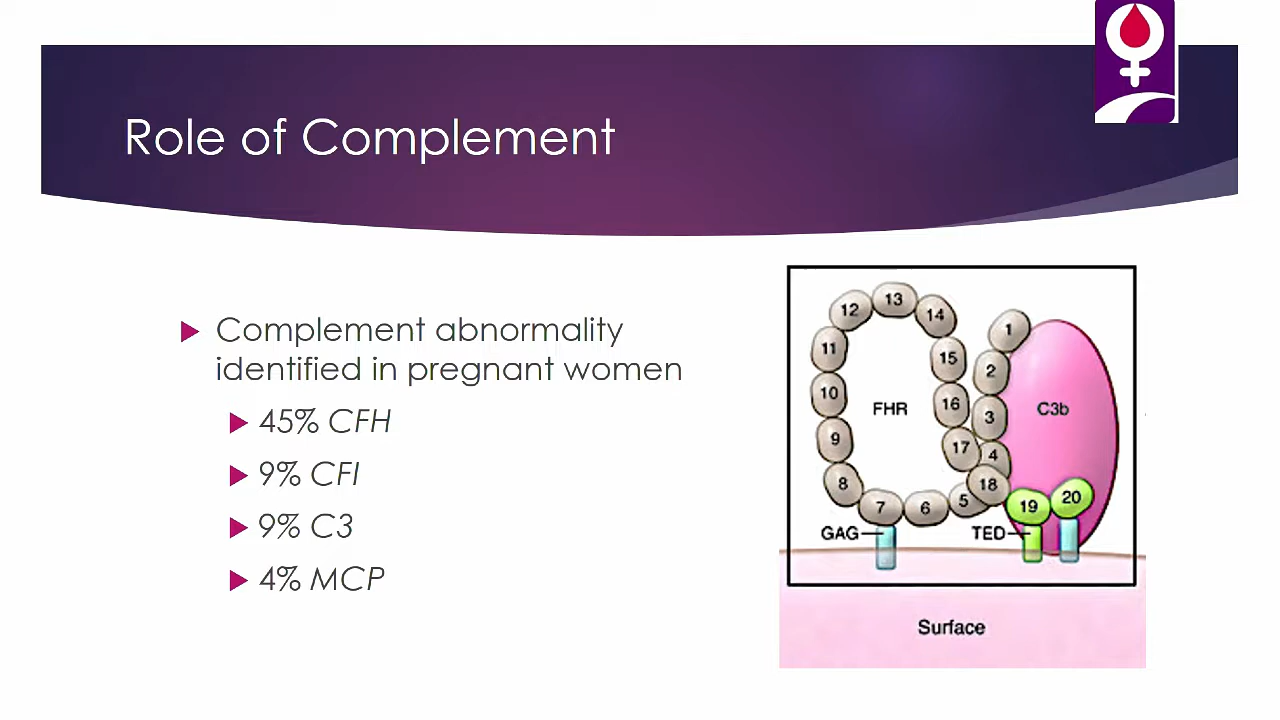 Role of Complement
Complement abnormality
identified in pregnant women
45% CFH
9% CFI
9% C3
4% MCP
12 13 14
11 15 1
10 16 2
9 17 3
8 18 4
7 6 5
19 20
FHR
C3b
GAG
TED
Surface